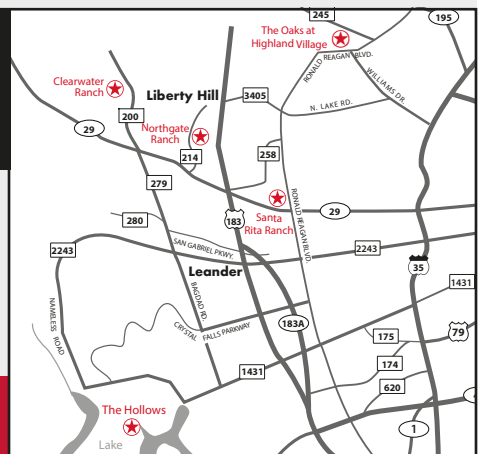 245
195
The Oaks at
Highland Village
RONALD REAGAN BLVD.
WILLIAMS DR.
Clearwater
Ranch
Liberty Hill
3405
N. LAKE RD.
200
29
Northgate
Ranch
214
258
279
RONALD REAGAN BLVD.
280
183
Santa
Rita Ranch
29
SAN GABRIEL PKWY.
2243
2243
Leander
35
1431
BAGDAD RD.
NAMELESS ROAD
CRYSTAL FALLS PARKWAY
183A
175
79
174
1431
620
The Hollows
1
Lake